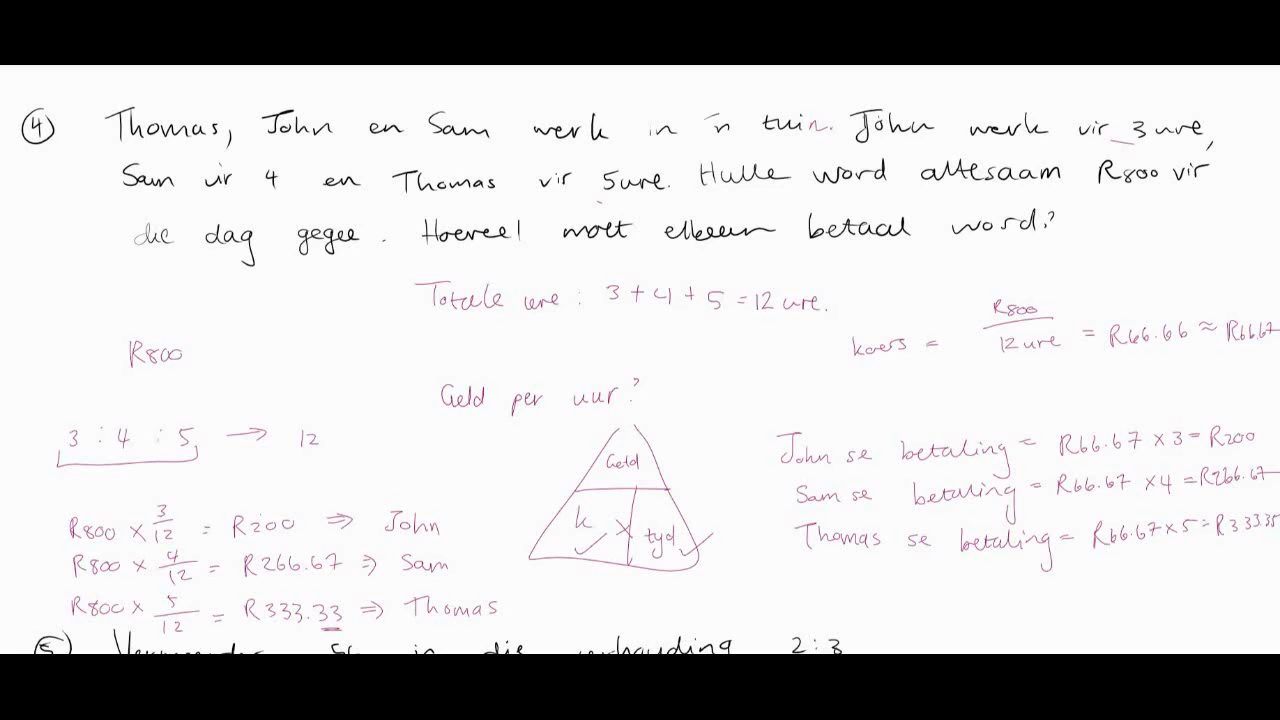 ④ Thomas, John en Sam werk in 'n tuin. John werk vir 3 ure,
Sam vir 4 en Thomas vir 5 ure. Hulle word altesaam R800 vir
die dag gegee. Hoeveel moet elkeen betaal word?
Totale ure : 3 + 4 + 5 = 12 ure.
koers = R800 / 12 ure = R66.66 ≈ R66.67
R800
Geld per uur?
3 : 4 : 5 → 12
Geld
k × tyd
John se betaling = R66.67 × 3 = R200
Sam se betaling = R66.67 × 4 = R266.67
Thomas se betaling = R66.67 × 5 = R333.35
R800 × 3/12 = R200 ⇒ John
R800 × 4/12 = R266.67 ⇒ Sam
R800 × 5/12 = R333.33 ⇒ Thomas
in die verhouding 2:3